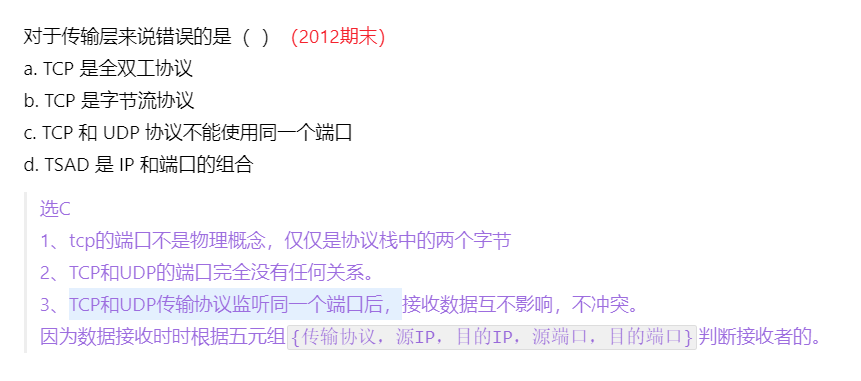 对于传输层来说错误的是（ ）（2012期末）
a. TCP 是全双工协议
b. TCP 是字节流协议
c. TCP 和 UDP 协议不能使用同一个端口
d. TSAD 是 IP 和端口的组合
选C
1、tcp的端口不是物理概念，仅仅是协议栈中的两个字节
2、TCP和UDP的端口完全没有任何关系。
3、TCP和UDP传输协议监听同一个端口后，接收数据互不影响，不冲突。
因为数据接收时时根据五元组{传输协议，源IP，目的IP，源端口，目的端口}判断接收者的。